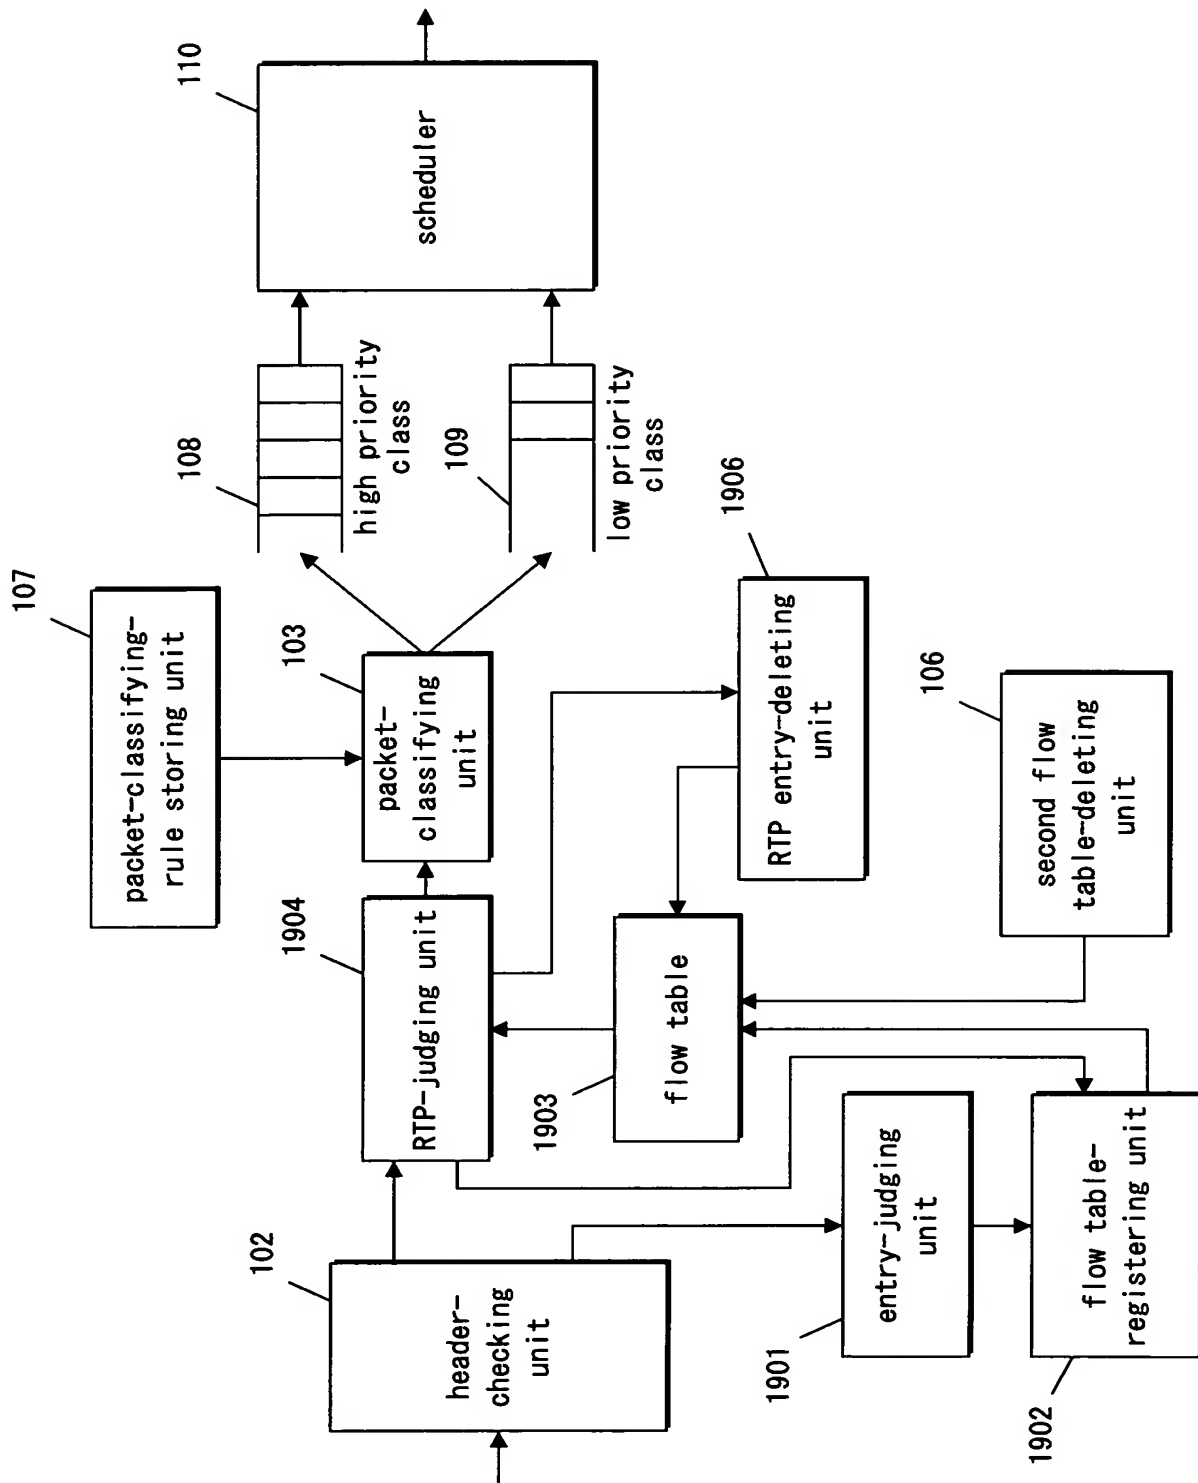 107
packet-classifying-
rule storing unit
108
high priority
class
110
scheduler
102
header-
checking
unit
1904
RTP-judging unit
103
packet-
classifying
unit
109
low priority
class
1903
flow table
1906
RTP entry-deleting
unit
1901
entry-judging
unit
1902
flow table-
registering unit
106
second flow
table-deleting
unit